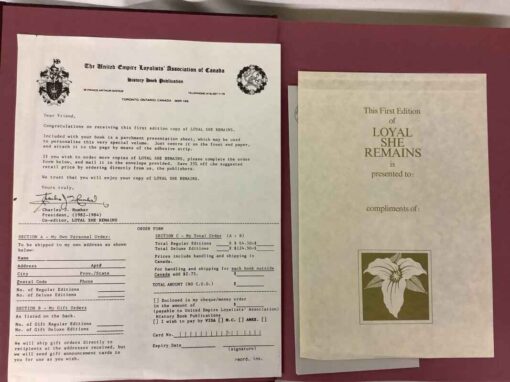 The United Empire Loyalists' Association of Canada
History Book Publication
TORONTO ONTARIO CANADA
Dear Friend,
Congratulations on receiving this first edition copy of LOYAL SHE REMAINS.
Included with your book is a parchment presentation sheet, which may be used
to personalize this very special volume. Just centre it on the front end paper,
and attach it to the page by means of the adhesive strip.
If you wish to order more copies of LOYAL SHE REMAINS, please complete the order
form below, and mail it in the envelope provided. Save 35% off the suggested
retail price by ordering directly from us, the publishers.
We trust that you will enjoy your copy of LOYAL SHE REMAINS.
Yours truly,
Charles J. Humber
President, (1982-1984)
Co-editor, LOYAL SHE REMAINS
ORDER FORM
SECTION A - My Own Personal Order:
To be shipped to my own address as show
below:
Name
Address Apt#
City Prov./State
Postal Code Phone
No. of Regular Editions
No. of Deluxe Editions
SECTION B - My Gift Orders
As listed on the back.
No. of Gift Regular Editions
No. of Gift Deluxe Editions
We will ship gift orders directly to
recipients at the addresses received, but
we will send gift announcement cards to
you for use as you wish.
SECTION C - My Total Order (A + B)
Total Regular Editions
Total Deluxe Editions
Prices include handling and shipping in
Canada.
For handling and shipping for each book outside
Canada add $2.75.
TOTAL AMOUNT (NO C.O.D.) $
[ ] Enclosed is my cheque/money order
in the amount of $
(payable to United Empire Loyalists' Association)
History Book Publications
[ ] I wish to pay by VISA [ ] M.C. [ ] AMEX. [ ]
Card No.
Expiry Date
(signature)
This First Edition
of
LOYAL
SHE
REMAINS
is
presented to:
compliments of: